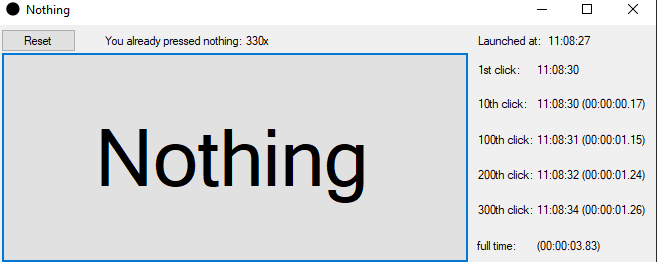 Nothing
Reset
You already pressed nothing: 330x
Launched at: 11:08:27
1st click: 11:08:30
10th click: 11:08:30 (00:00:00.17)
100th click: 11:08:31 (00:00:01.15)
200th click: 11:08:32 (00:00:01.24)
300th click: 11:08:34 (00:00:01.26)
full time: (00:00:03.83)
Nothing